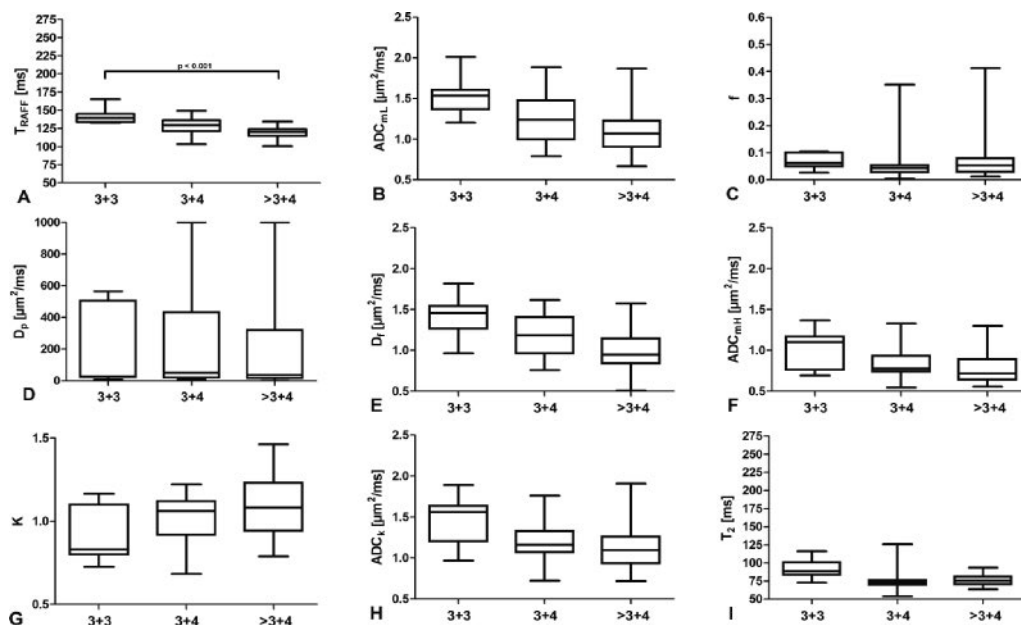 275
250
225
200
175
150
125
100
75
50
T_RAFF [ms]
p < 0.001
3+3 3+4 >3+4
A
2.5
2.0
1.5
1.0
0.5
ADC_mL [µm²/ms]
3+3 3+4 >3+4
B
0.6
0.4
0.2
0.1
0.0
f
3+3 3+4 >3+4
C
1000
800
600
400
200
0
D_p [µm²/ms]
3+3 3+4 >3+4
D
2.5
2.0
1.5
1.0
0.5
D_f [µm²/ms]
3+3 3+4 >3+4
E
2.5
2.0
1.5
1.0
0.5
ADC_mH [µm²/ms]
3+3 3+4 >3+4
F
1.5
1.0
0.5
K
3+3 3+4 >3+4
G
2.5
2.0
1.5
1.0
0.5
ADC_k [µm²/ms]
3+3 3+4 >3+4
H
275
250
225
200
175
150
125
100
75
50
T₂ [ms]
3+3 3+4 >3+4
I